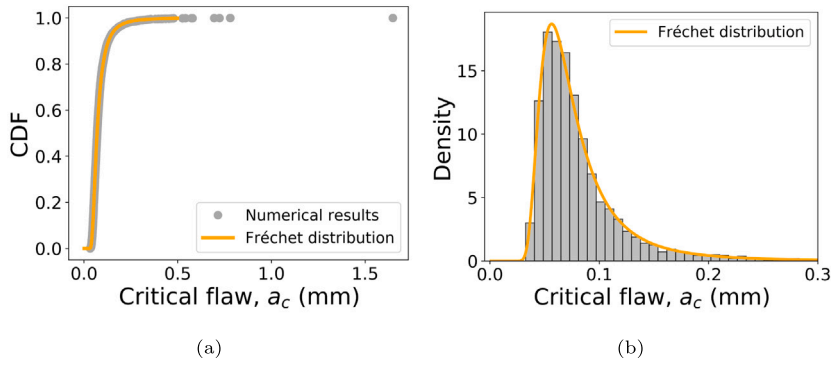 1.0
0.8
0.6
0.4
0.2
0.0
CDF
Numerical results
Fréchet distribution
0.0 0.5 1.0 1.5
Critical flaw, a_c (mm)
(a)
Fréchet distribution
15
10
5
0
Density
0.0 0.1 0.2 0.3
Critical flaw, a_c (mm)
(b)